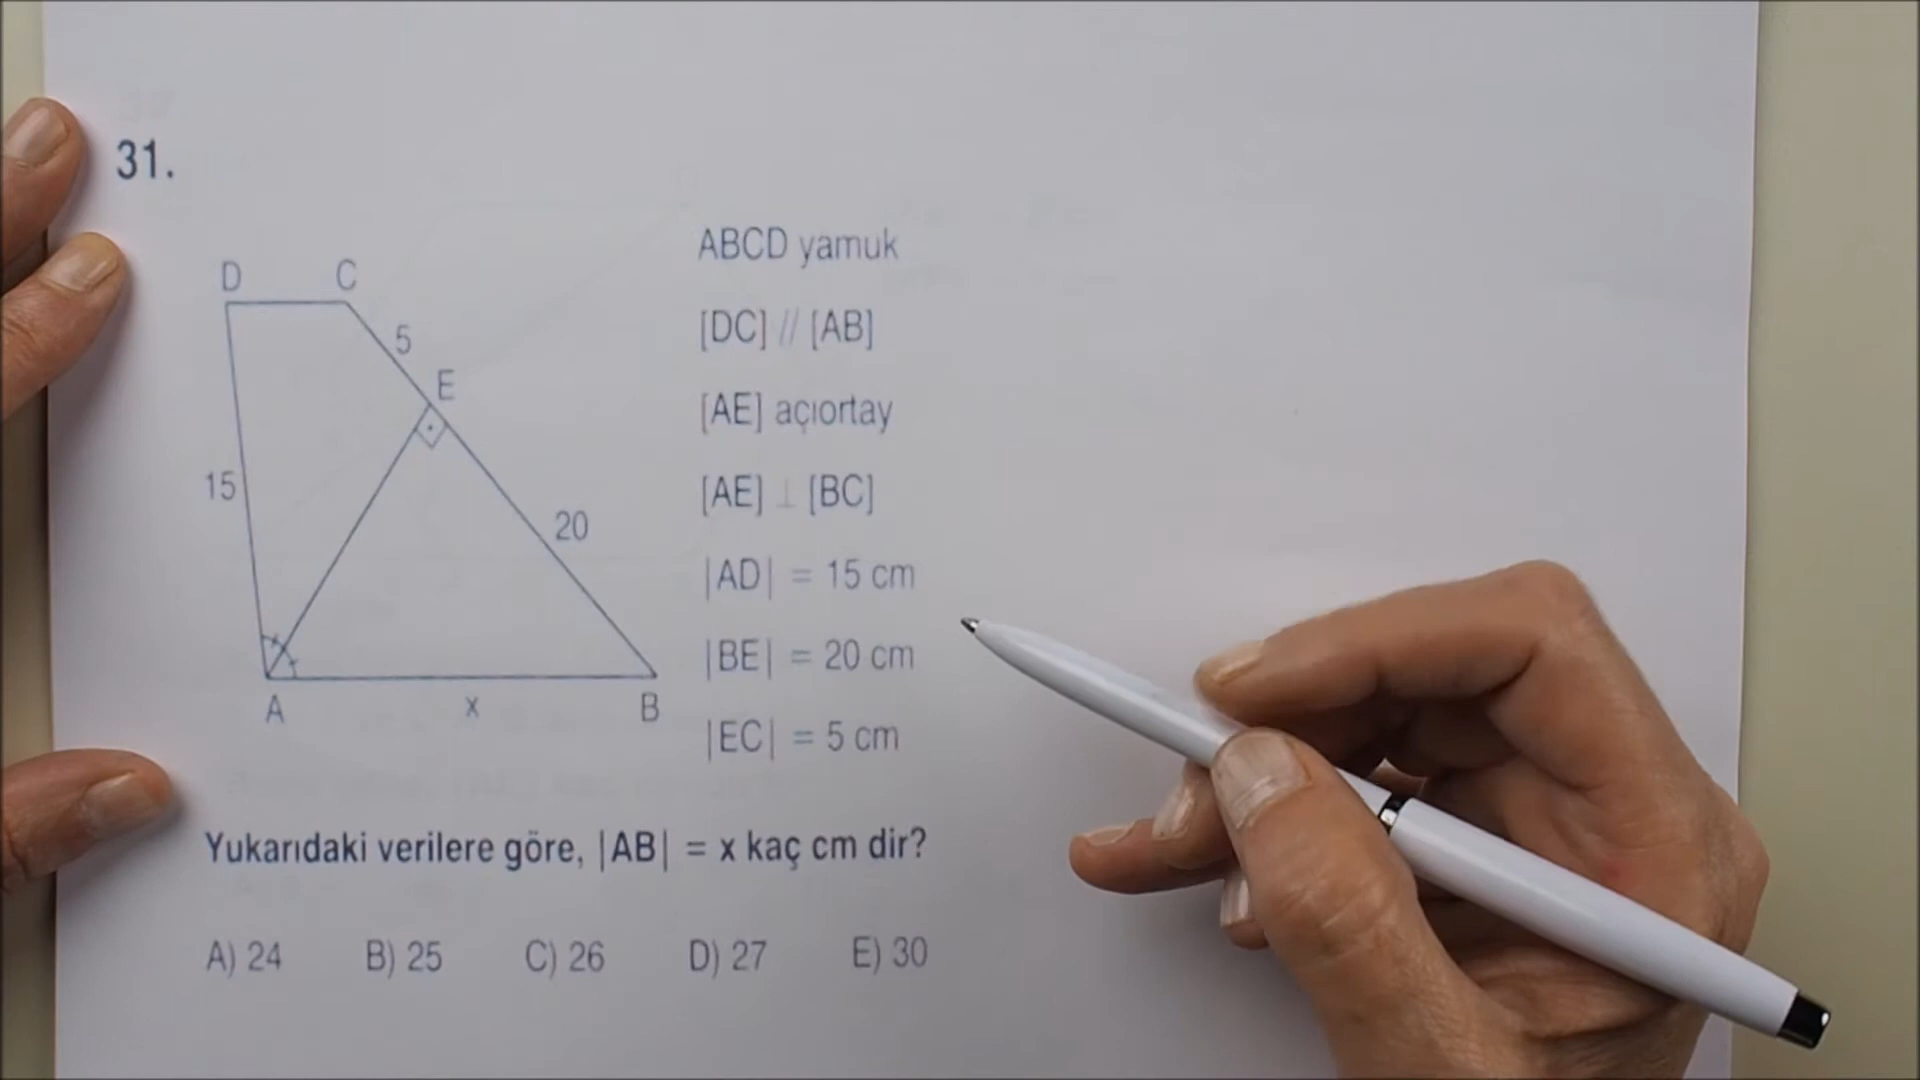 31.
D C
5
E
15
20
A x B
ABCD yamuk
[DC] // [AB]
[AE] açıortay
[AE] ⊥ [BC]
|AD| = 15 cm
|BE| = 20 cm
|EC| = 5 cm
Yukarıdaki verilere göre, |AB| = x kaç cm dir?
A) 24 B) 25 C) 26 D) 27 E) 30